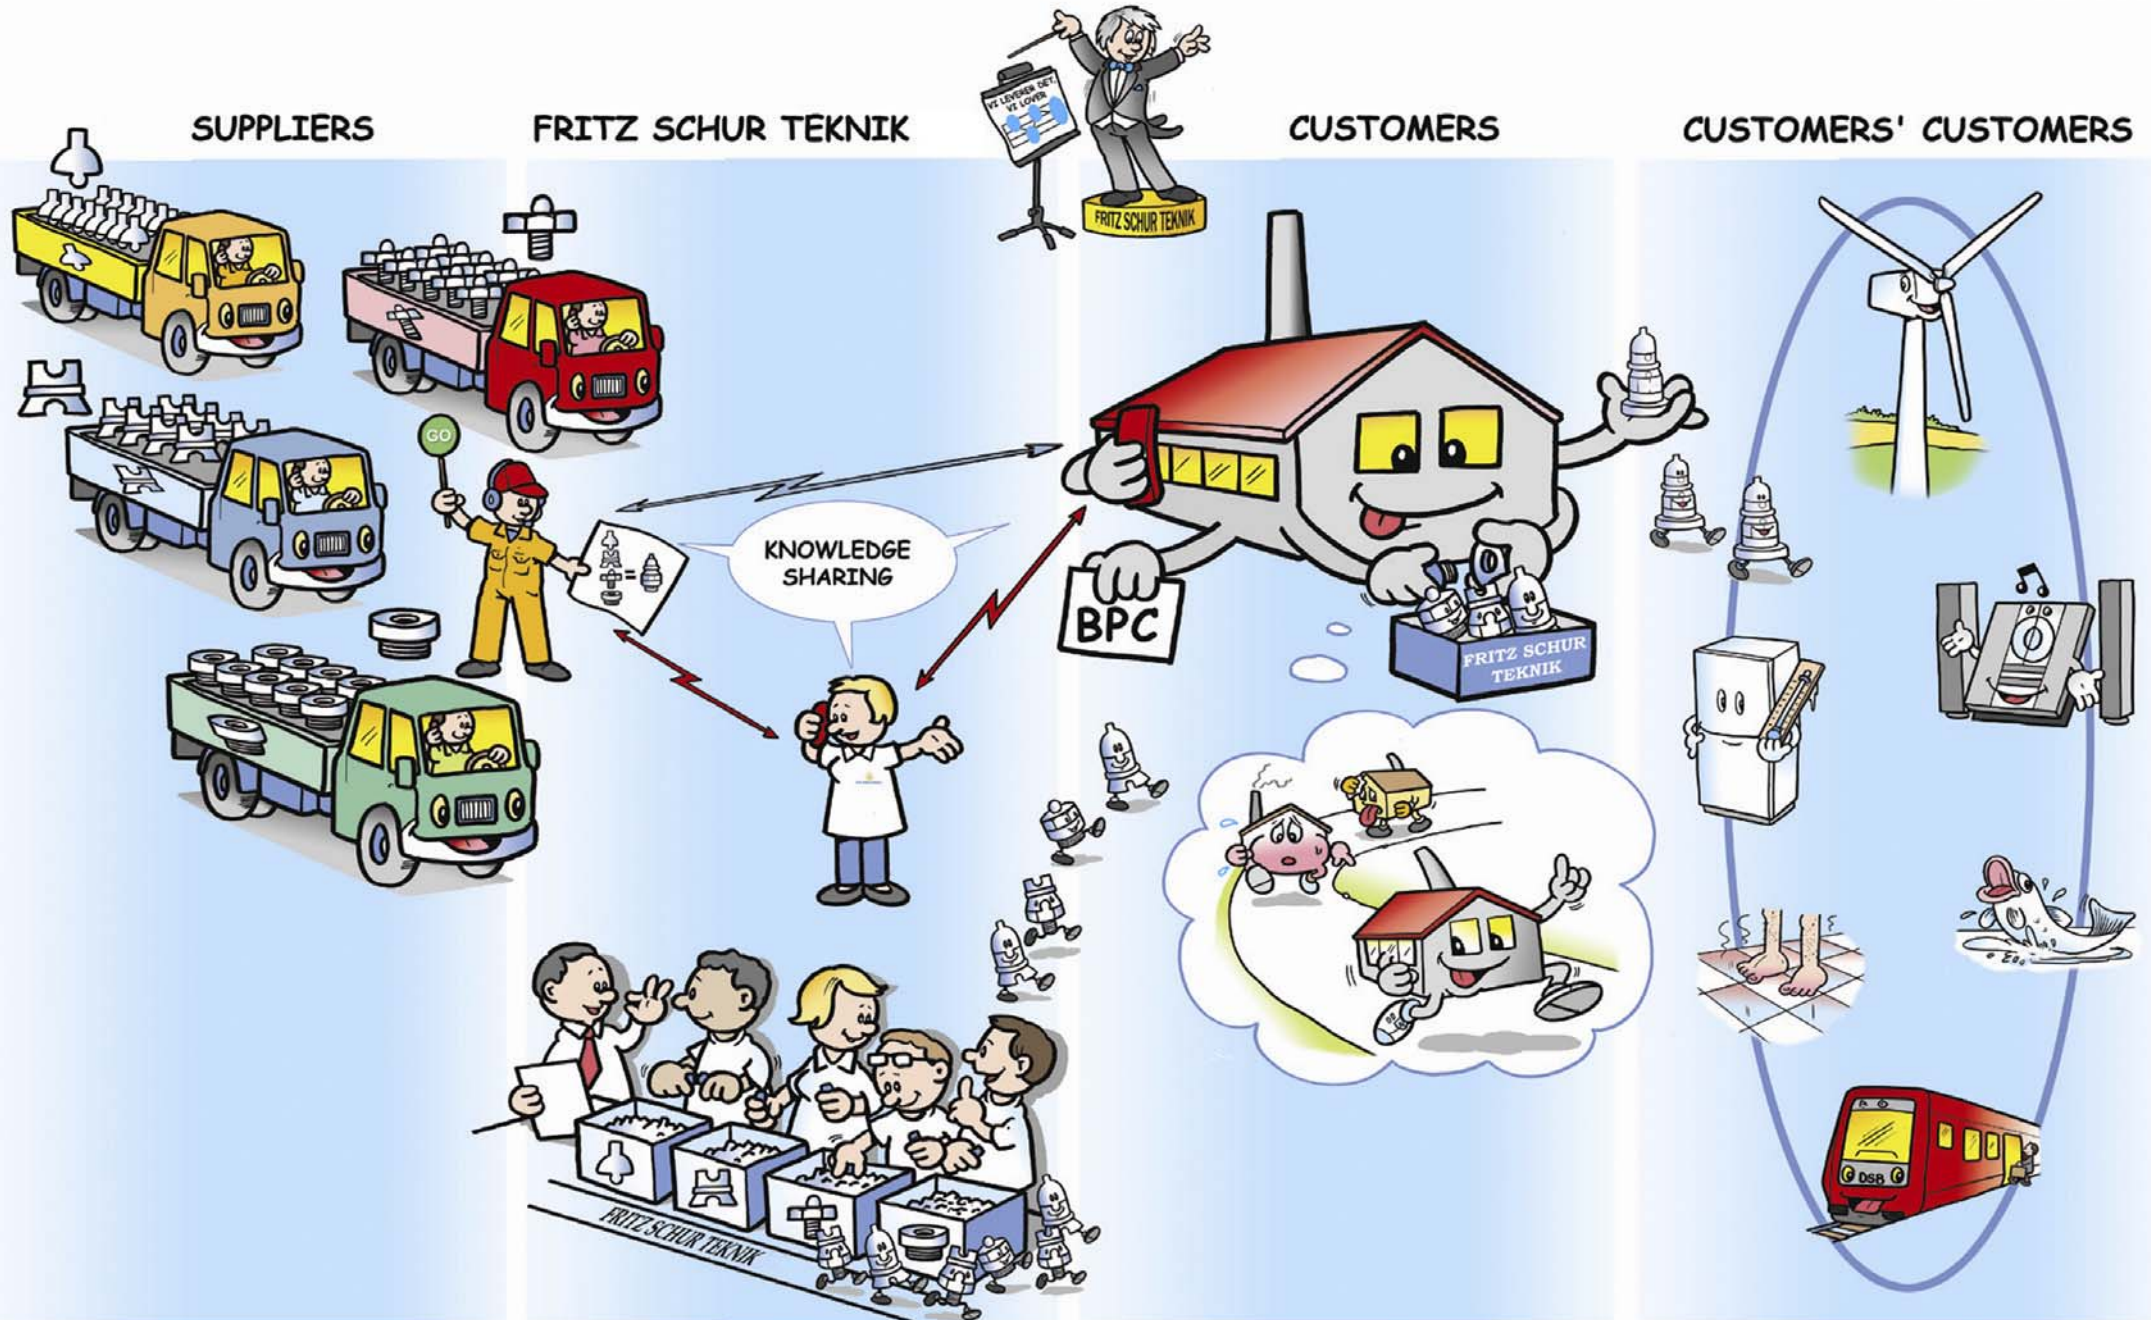 VI LEVERER DET,
VI LOVER
FRITZ SCHUR TEKNIK
SUPPLIERS
FRITZ SCHUR TEKNIK
CUSTOMERS
CUSTOMERS' CUSTOMERS
GO
KNOWLEDGE
SHARING
BPC
FRITZ SCHUR
TEKNIK
FRITZ SCHUR TEKNIK
DSB